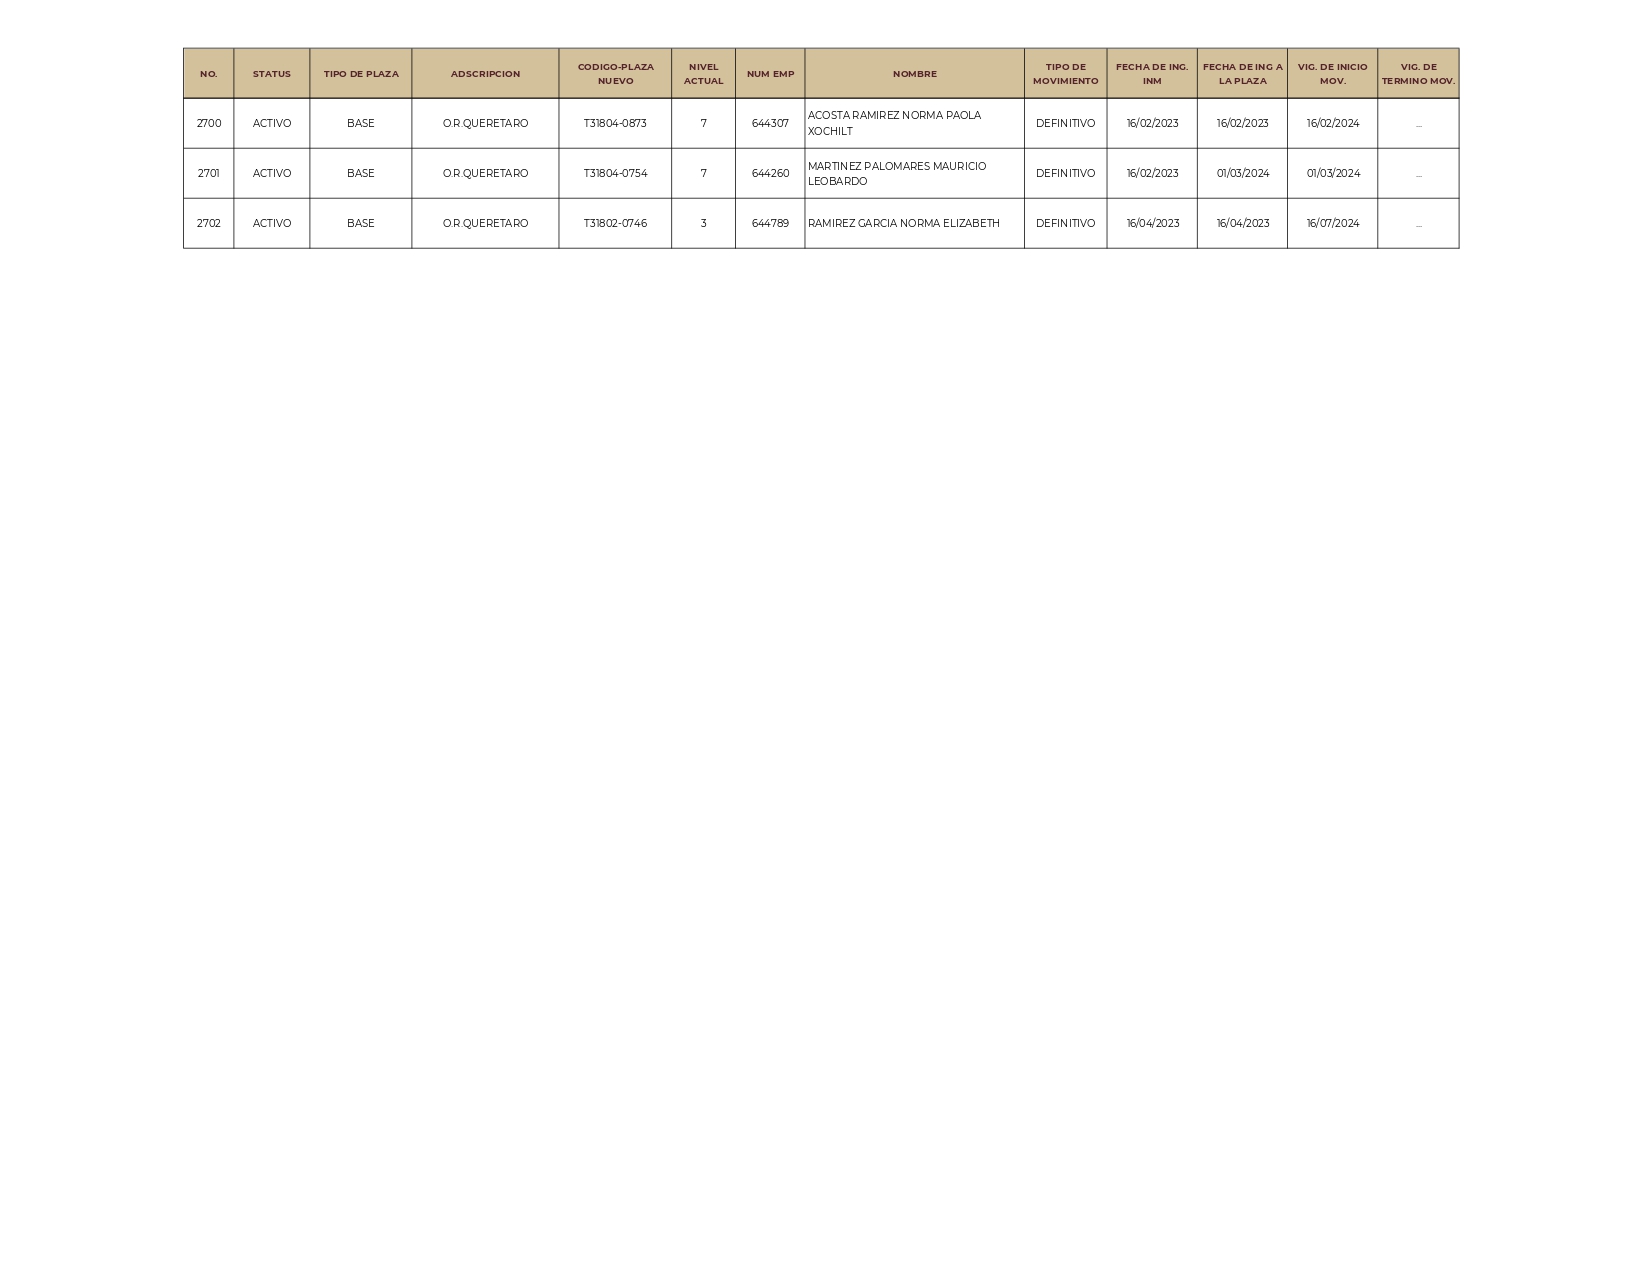 NO. STATUS TIPO DE PLAZA ADSCRIPCION CODIGO-PLAZA NUEVO NIVEL ACTUAL NUM EMP NOMBRE TIPO DE MOVIMIENTO FECHA DE ING. INM FECHA DE ING A LA PLAZA VIG. DE INICIO MOV. VIG. DE TERMINO MOV.
2700 ACTIVO BASE O.R.QUERETARO T31804-0873 7 644307 ACOSTA RAMIREZ NORMA PAOLA XOCHILT DEFINITIVO 16/02/2023 16/02/2023 16/02/2024 ...
2701 ACTIVO BASE O.R.QUERETARO T31804-0754 7 644260 MARTINEZ PALOMARES MAURICIO LEOBARDO DEFINITIVO 16/02/2023 01/03/2024 01/03/2024 ...
2702 ACTIVO BASE O.R.QUERETARO T31802-0746 3 644789 RAMIREZ GARCIA NORMA ELIZABETH DEFINITIVO 16/04/2023 16/04/2023 16/07/2024 ...